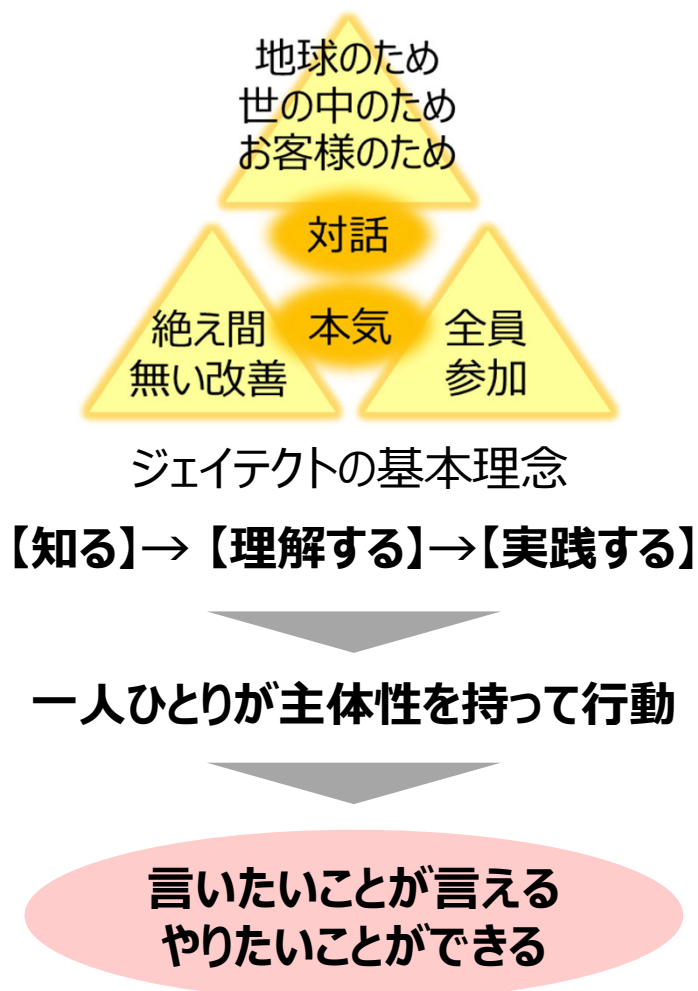 地球のため
世の中のため
お客様のため
対話
本気
絶え間
無い改善
全員
参加
ジェイテクトの基本理念
【知る】→【理解する】→【実践する】
一人ひとりが主体性を持って行動
言いたいことが言える
やりたいことができる